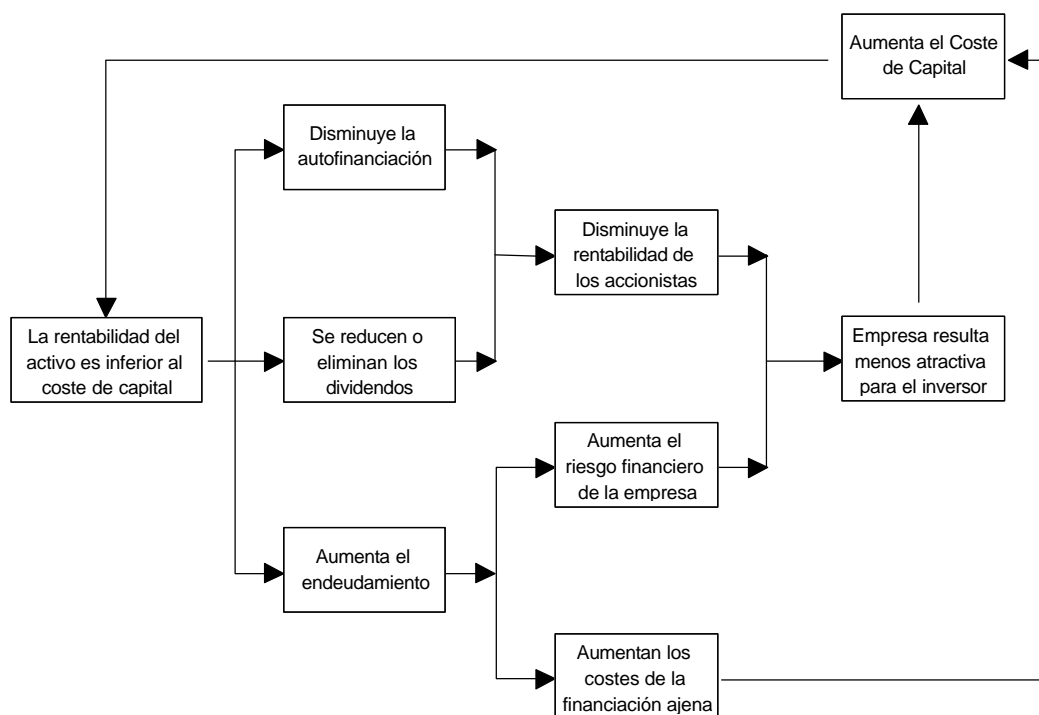 Aumenta el Coste
de Capital
Disminuye la
autofinanciación
Disminuye la
rentabilidad de
los accionistas
La rentabilidad del
activo es inferior al
coste de capital
Se reducen o
eliminan los
dividendos
Empresa resulta
menos atractiva
para el inversor
Aumenta el
riesgo financiero
de la empresa
Aumenta el
endeudamiento
Aumentan los
costes de la
financiación ajena